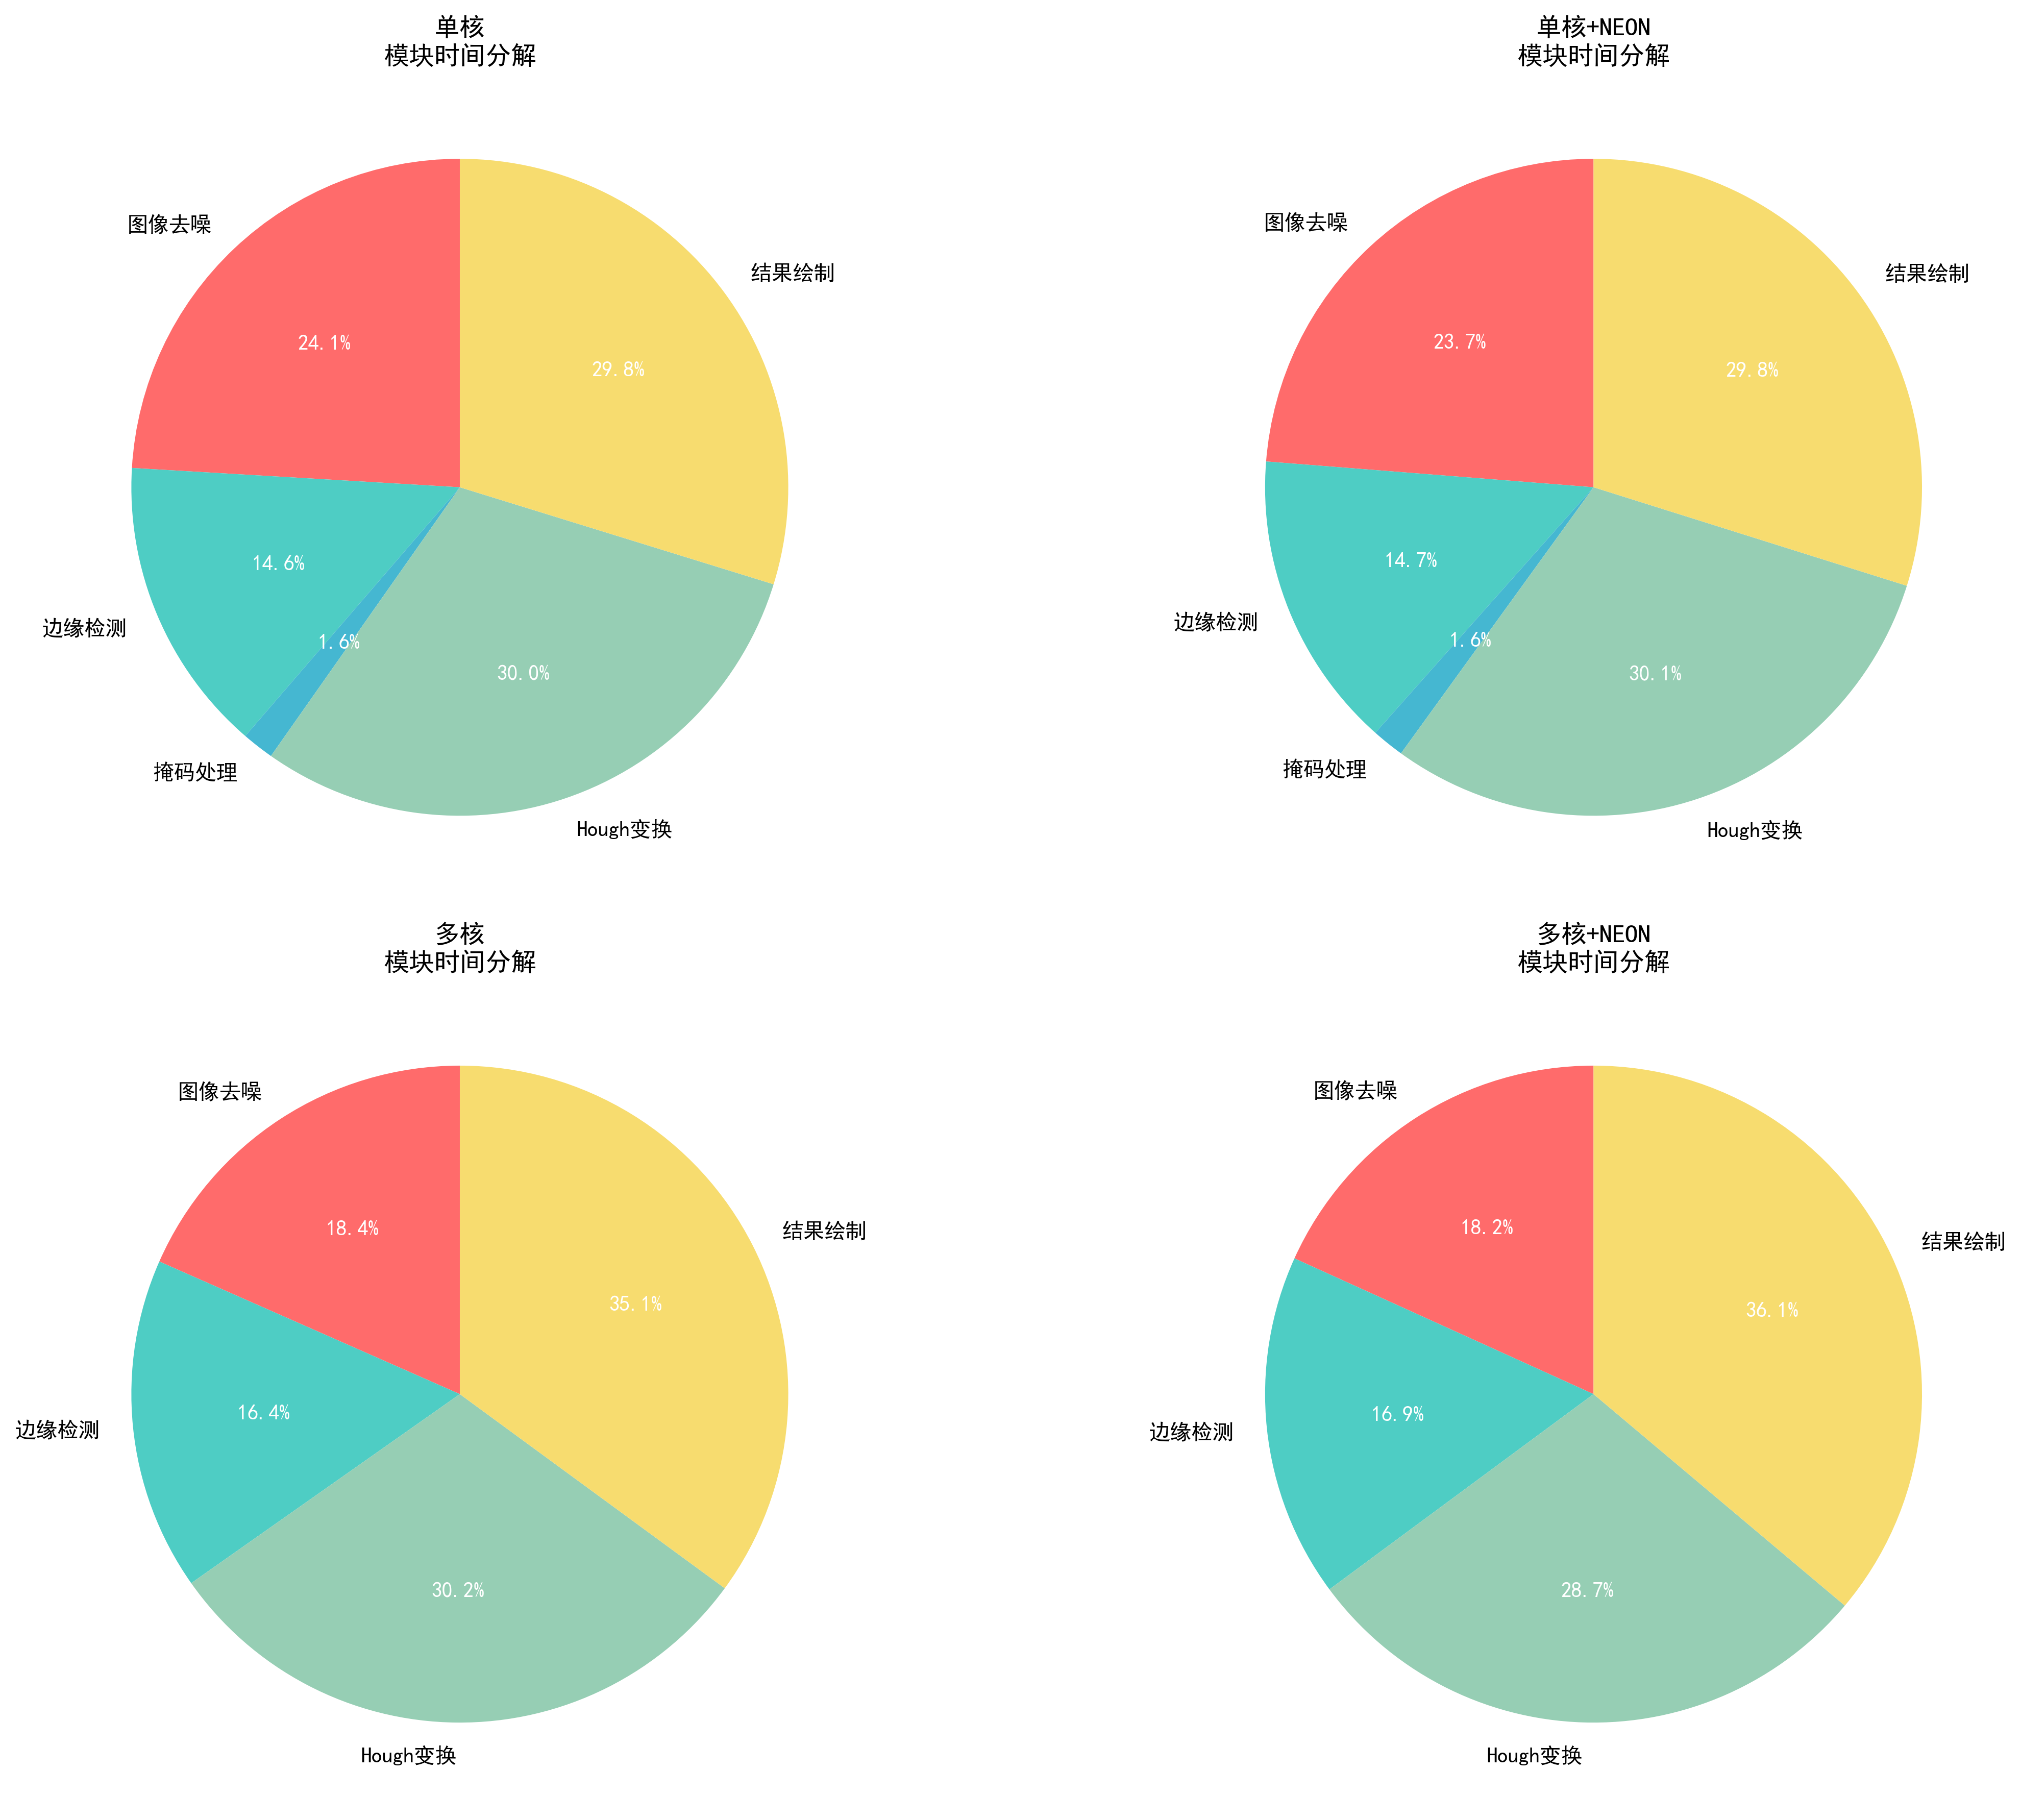 单核
模块时间分解
图像去噪
结果绘制
24.1%
29.8%
14.6%
边缘检测
1.6%
30.0%
掩码处理
Hough变换
单核+NEON
模块时间分解
图像去噪
结果绘制
23.7%
29.8%
14.7%
边缘检测
1.6%
30.1%
掩码处理
Hough变换
多核
模块时间分解
图像去噪
18.4%
结果绘制
35.1%
16.4%
边缘检测
30.2%
Hough变换
多核+NEON
模块时间分解
图像去噪
18.2%
结果绘制
36.1%
16.9%
边缘检测
28.7%
Hough变换